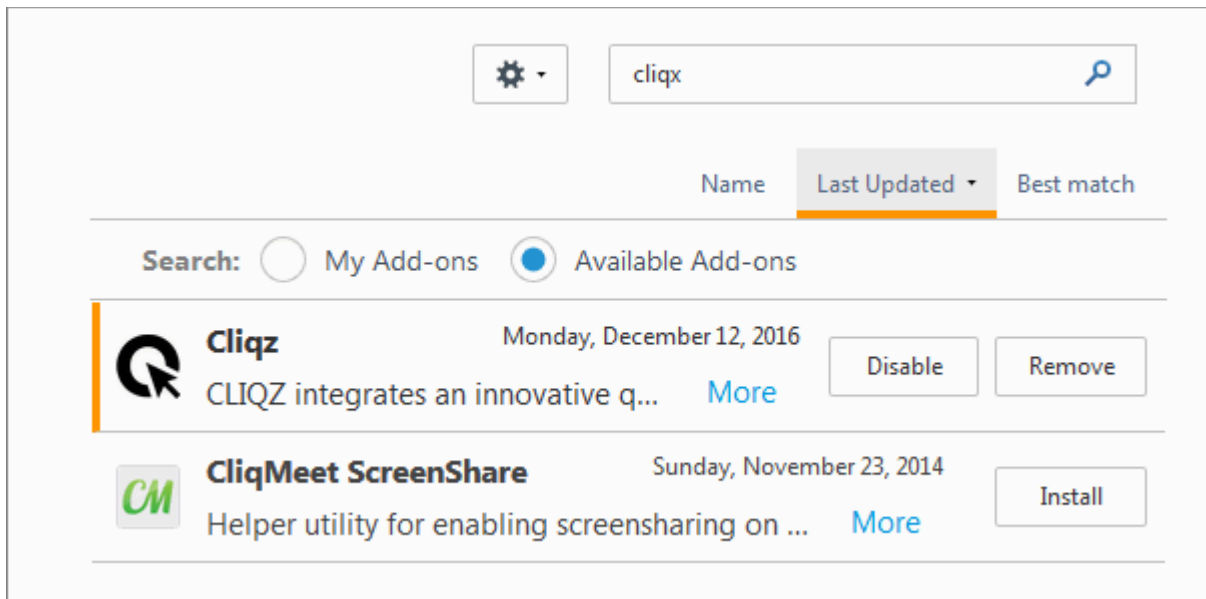 cliqx
Name Last Updated Best match
Search: My Add-ons Available Add-ons
Cliqz Monday, December 12, 2016 Disable Remove
CLIQZ integrates an innovative q... More
CM CliqMeet ScreenShare Sunday, November 23, 2014 Install
Helper utility for enabling screensharing on ... More